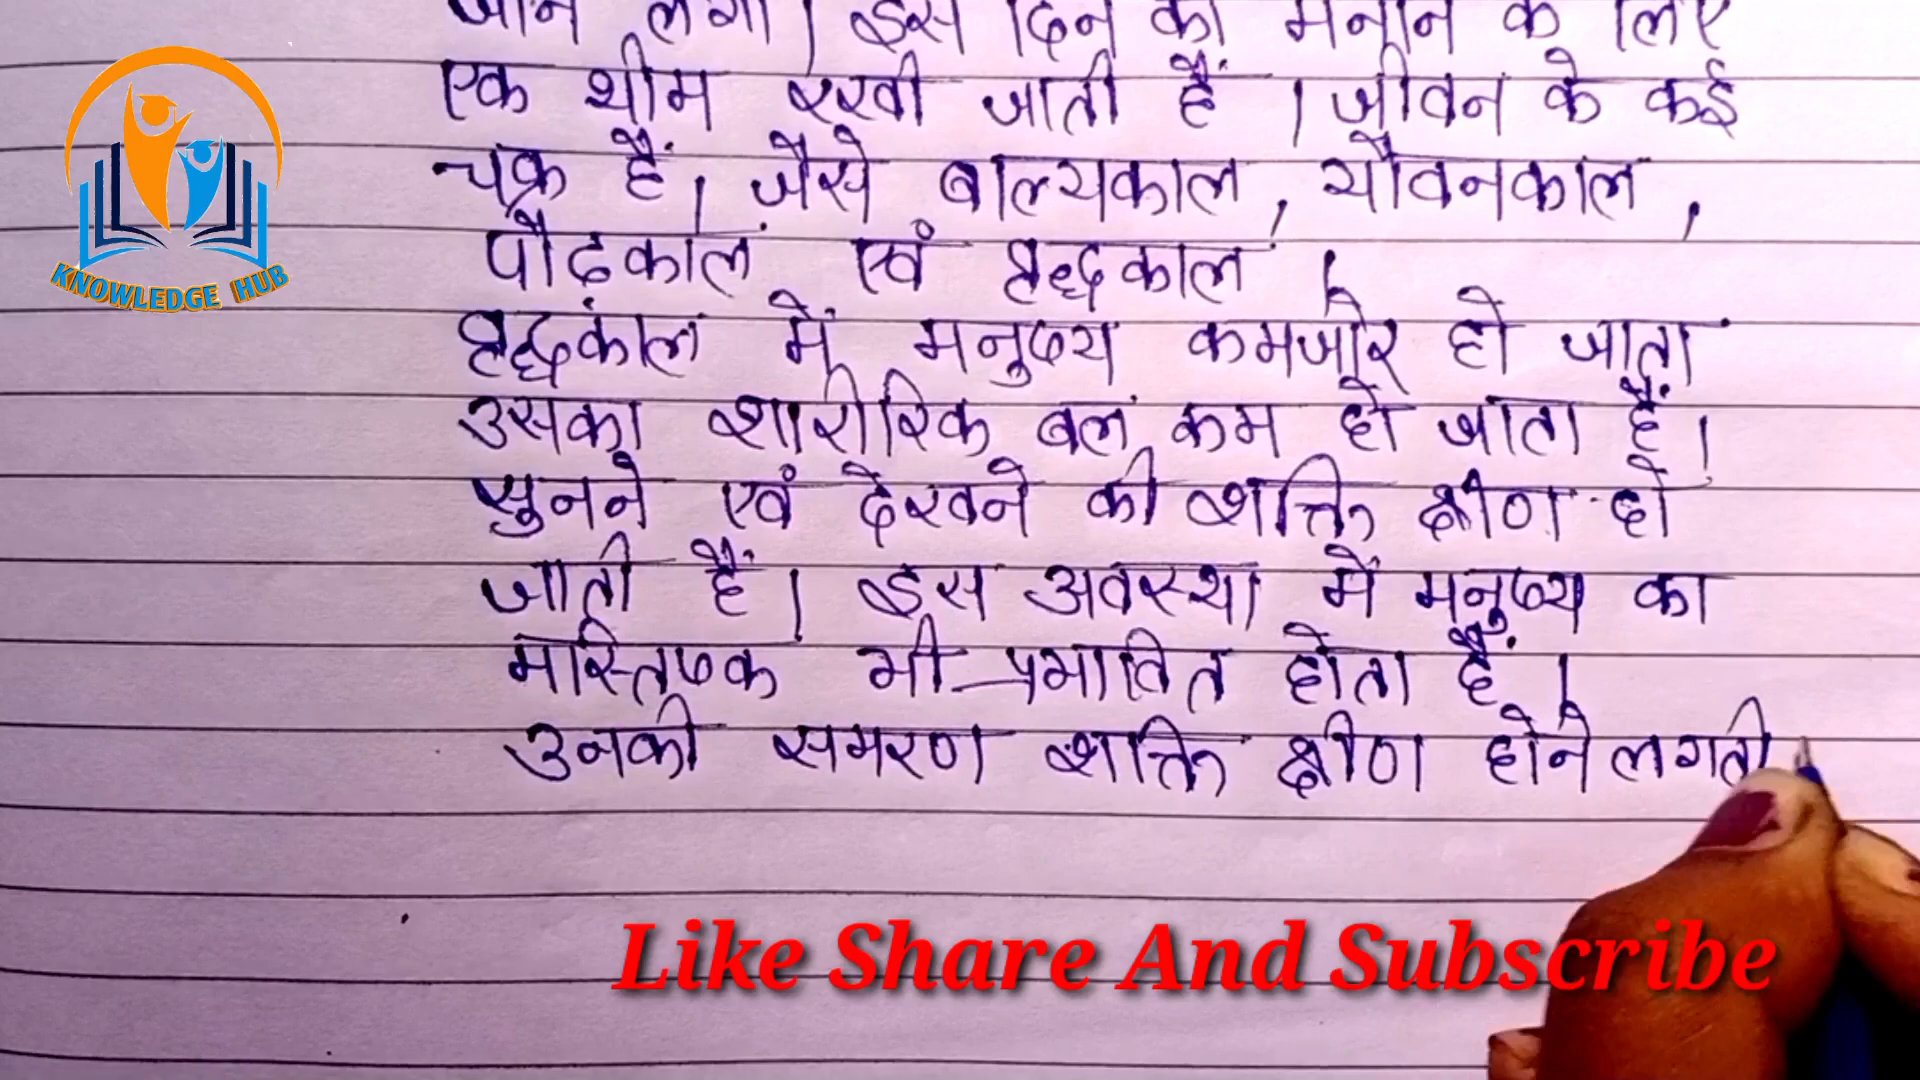 जाने लगा। इस दिन को मनाने के लिए
एक थीम रखी जाती हैं । जीवन के कई
चक्र हैं। जैसे बाल्यकाल, यौवनकाल,
पौढकाल एवं वृद्धकाल ।
वृद्धकाल में मनुष्य कमजोर हो जाता
उसका शारीरिक बल कम हो जाता हैं।
सुनने एवं देखने की शक्ति क्षीण हो
जाती हैं। इस अवस्था में मनुष्य का
मस्तिष्क भी प्रभावित होता हैं।
उनकी समरण शक्ति क्षीण होने लगती
KNOWLEDGE HUB
Like Share And Subscribe